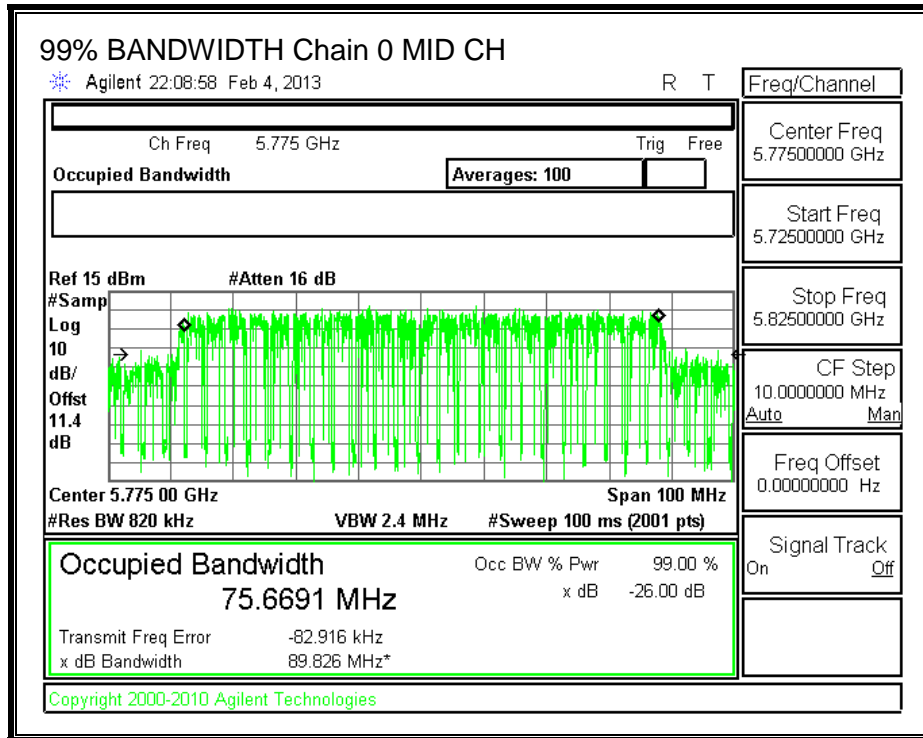 99% BANDWIDTH Chain 0 MID CH
Agilent 22:08:58 Feb 4, 2013 R T
Freq/Channel
Ch Freq 5.775 GHz Trig Free
Occupied Bandwidth Averages: 100
Center Freq
5.77500000 GHz
Start Freq
5.72500000 GHz
Ref 15 dBm #Atten 16 dB
#Samp
Log
10
dB/
Offst
11.4
dB
Stop Freq
5.82500000 GHz
CF Step
10.0000000 MHz
Auto Man
Freq Offset
0.00000000 Hz
Center 5.775 00 GHz Span 100 MHz
#Res BW 820 kHz VBW 2.4 MHz #Sweep 100 ms (2001 pts)
Signal Track
On Off
Occupied Bandwidth Occ BW % Pwr 99.00 %
75.6691 MHz x dB -26.00 dB
Transmit Freq Error -82.916 kHz
x dB Bandwidth 89.826 MHz*
Copyright 2000-2010 Agilent Technologies